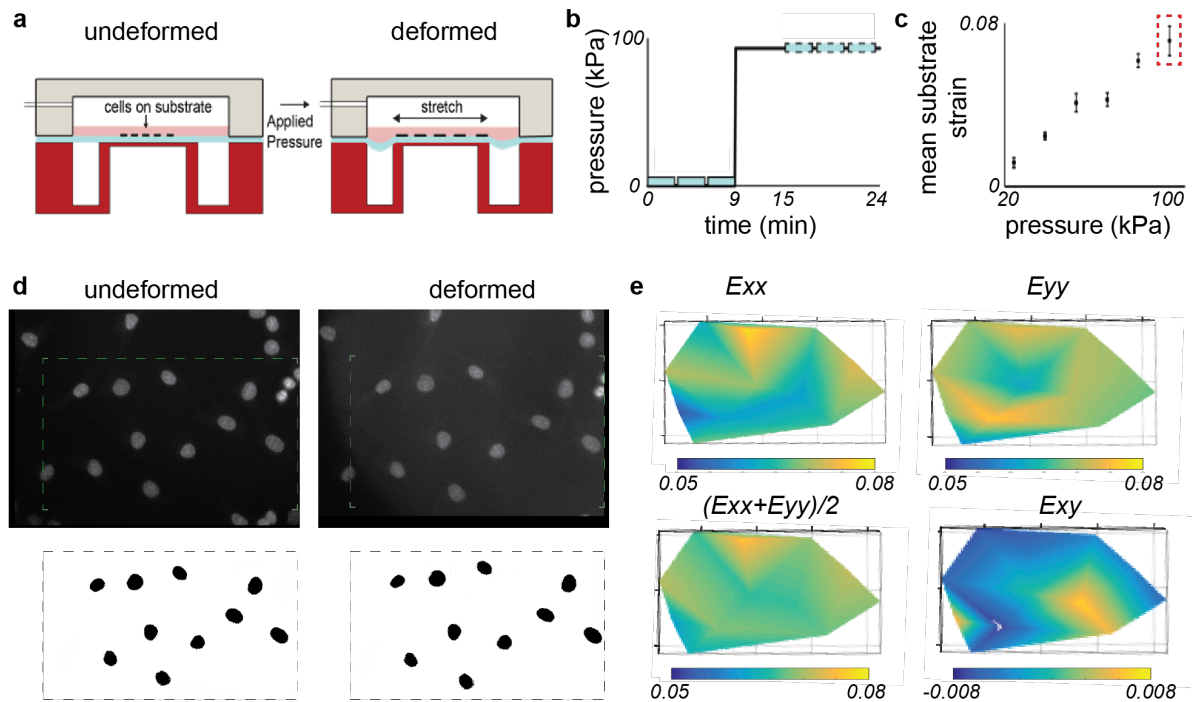 a
undeformed
deformed
cells on substrate
Applied
Pressure
stretch
b
100
0
pressure (kPa)
0
9
15
24
time (min)
c
0.08
0
mean substrate
strain
20
100
pressure (kPa)
d
undeformed
deformed
e
Exx
Eyy
0.05
0.08
0.05
0.08
(Exx+Eyy)/2
Exy
0.05
0.08
-0.008
0.008